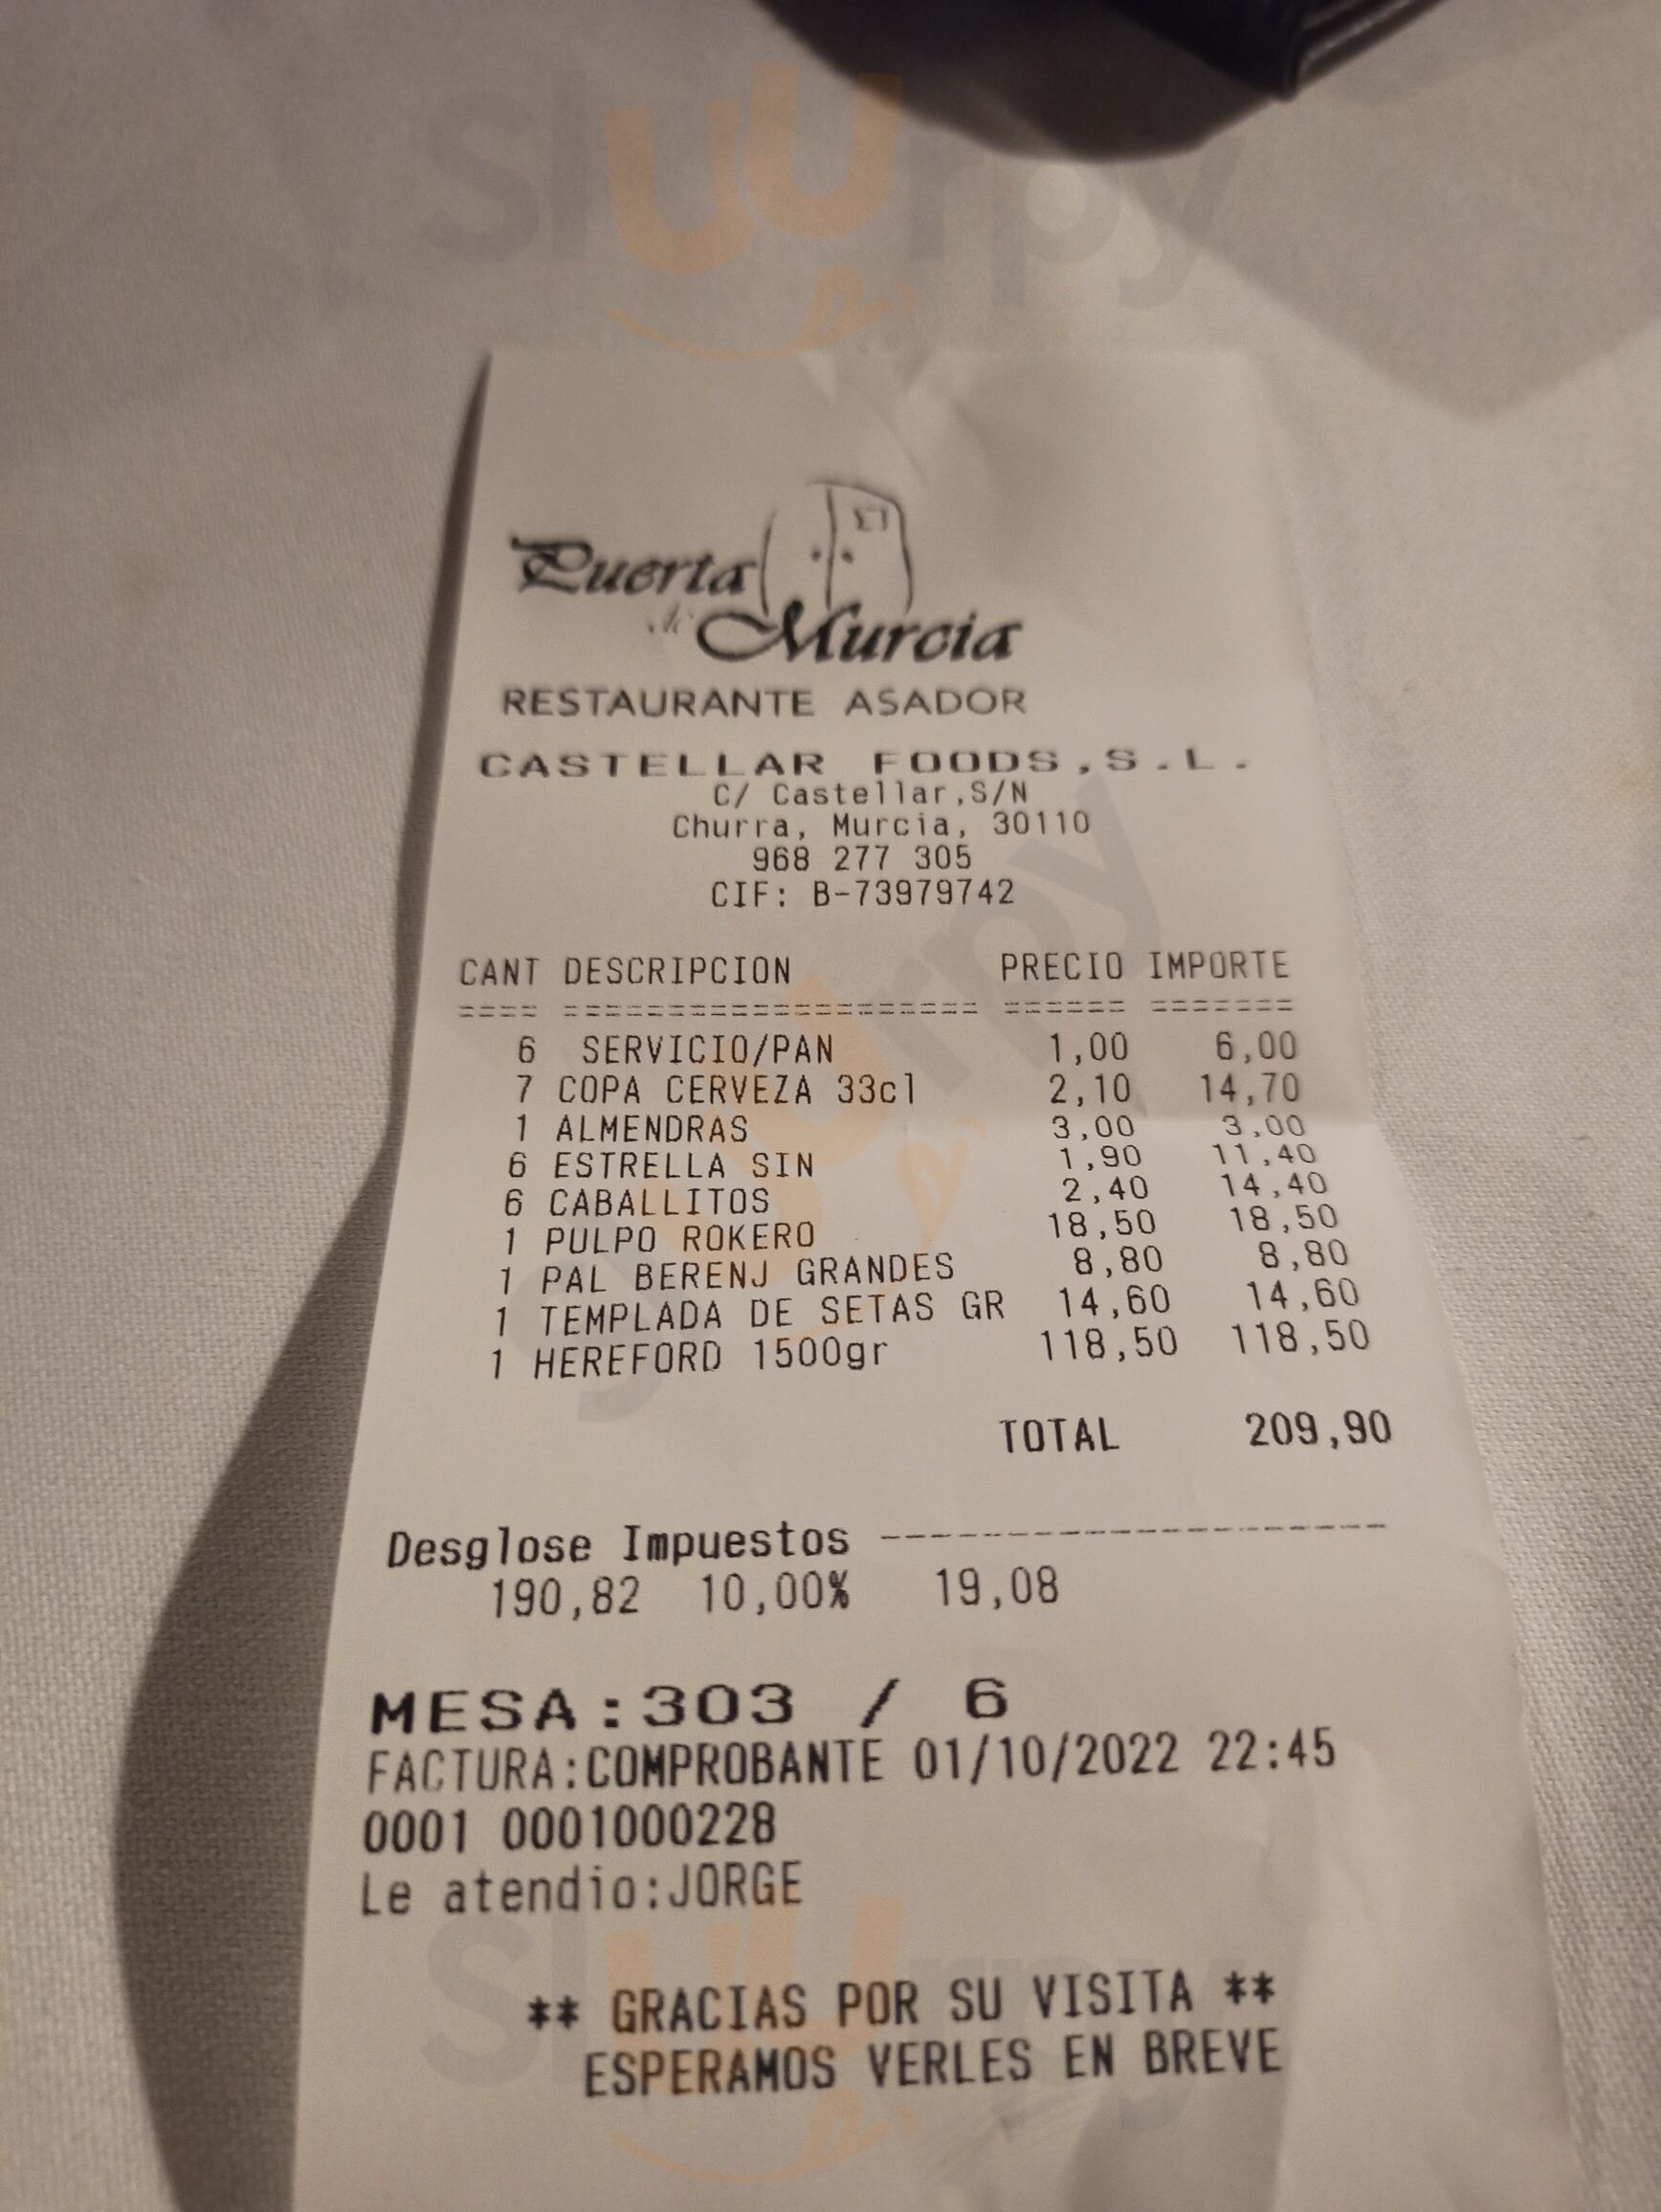 sluurpy
Puerta
de Murcia
RESTAURANTE ASADOR
CASTELLAR FOODS,S.L.
C/ Castellar,S/N
Churra, Murcia, 30110
968 277 305
CIF: B-73979742
sluurpy
CANT DESCRIPCION PRECIO IMPORTE
==== ===================== ====== =======
6 SERVICIO/PAN 1,00 6,00
7 COPA CERVEZA 33cl 2,10 14,70
1 ALMENDRAS 3,00 3,00
6 ESTRELLA SIN 1,90 11,40
6 CABALLITOS 2,40 14,40
1 PULPO ROKERO 18,50 18,50
1 PAL BERENJ GRANDES 8,80 8,80
1 TEMPLADA DE SETAS GR 14,60 14,60
1 HEREFORD 1500gr 118,50 118,50
TOTAL 209,90
Desglose Impuestos -------------------
190,82 10,00% 19,08
MESA:303 / 6
FACTURA:COMPROBANTE 01/10/2022 22:45
0001 0001000228
Le atendio:JORGE
sluurpy
** GRACIAS POR SU VISITA **
ESPERAMOS VERLES EN BREVE